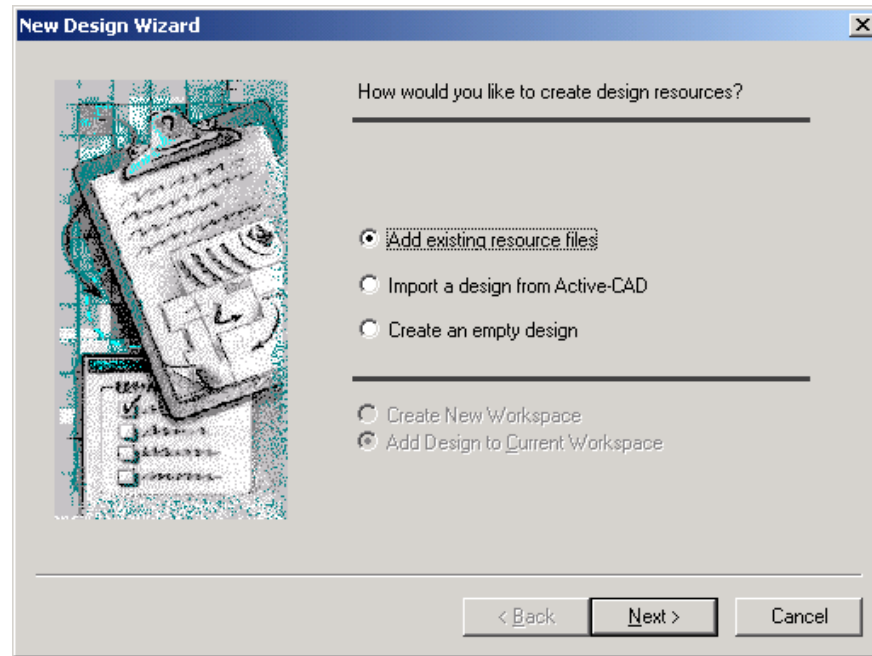 New Design Wizard
How would you like to create design resources?
Add existing resource files
Import a design from Active-CAD
Create an empty design
Create New Workspace
Add Design to Current Workspace
< Back
Next >
Cancel